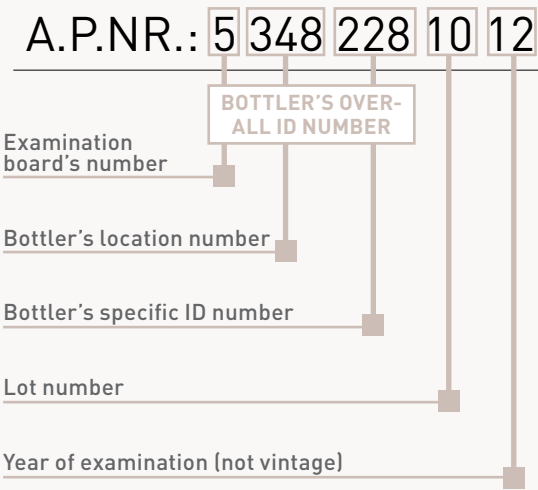 A.P.NR.: 5 348 228 10 12
BOTTLER'S OVER-
ALL ID NUMBER
Examination
board's number
Bottler's location number
Bottler's specific ID number
Lot number
Year of examination (not vintage)